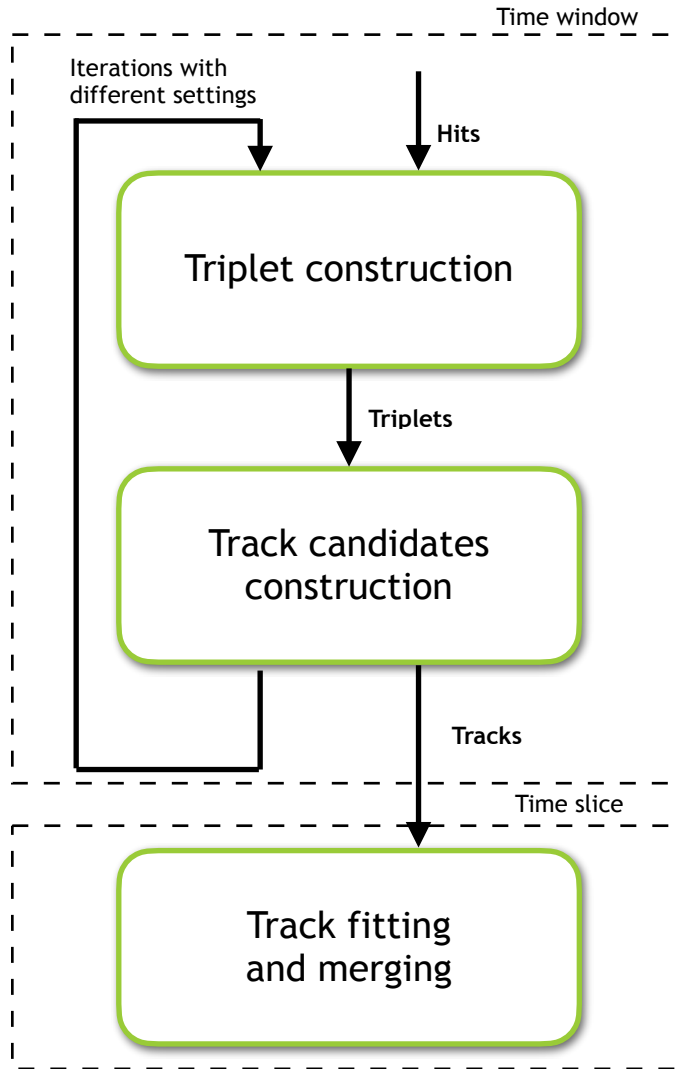 Time window
Iterations with
different settings
Hits
Triplet construction
Triplets
Track candidates
construction
Tracks
Time slice
Track fitting
and merging